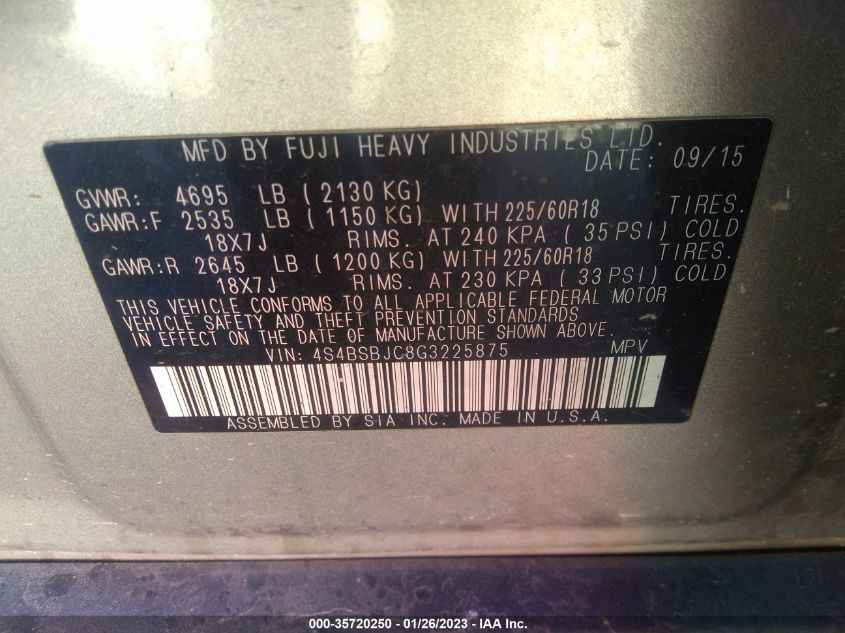 MFD BY FUJI HEAVY INDUSTRIES LTD.
DATE: 09/15
GVWR: 4695 LB ( 2130 KG)
GAWR:F 2535 LB ( 1150 KG) WITH 225/60R18 TIRES.
18X7J RIMS. AT 240 KPA ( 35 PSI) COLD
GAWR:R 2645 LB ( 1200 KG) WITH 225/60R18 TIRES.
18X7J RIMS. AT 230 KPA ( 33 PSI) COLD
THIS VEHICLE CONFORMS TO ALL APPLICABLE FEDERAL MOTOR
VEHICLE SAFETY AND THEFT PREVENTION STANDARDS
IN EFFECT ON THE DATE OF MANUFACTURE SHOWN ABOVE.
VIN: 4S4BSBJC8G3225875 MPV
ASSEMBLED BY SIA INC. MADE IN U.S.A.
000-35720250 - 01/26/2023 - IAA Inc.